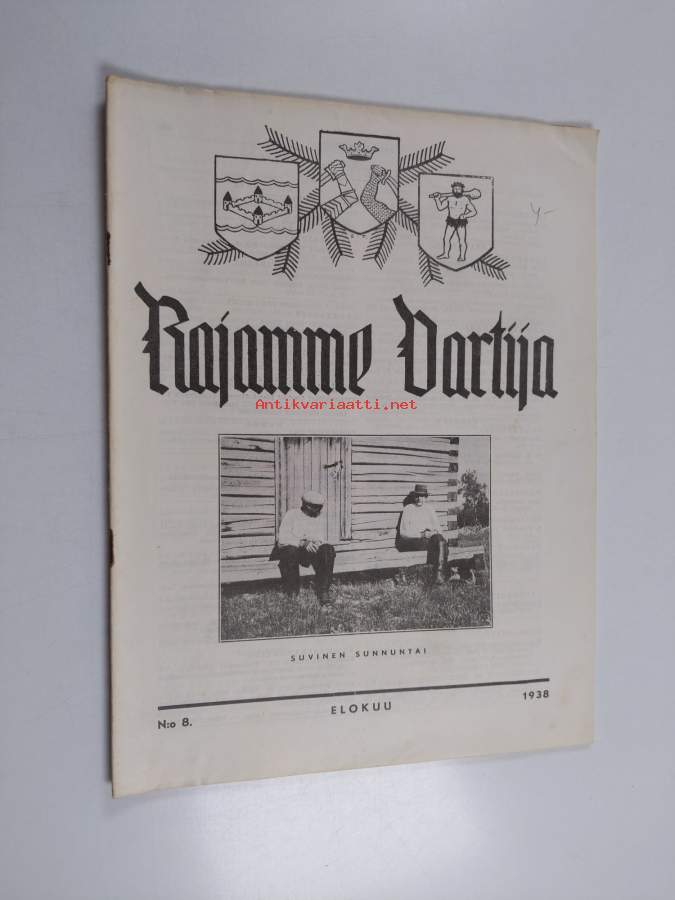 Rajamme Vartija
Antikvariaatti.net
SUVINEN SUNNUNTAI
N:o 8. ELOKUU 1938